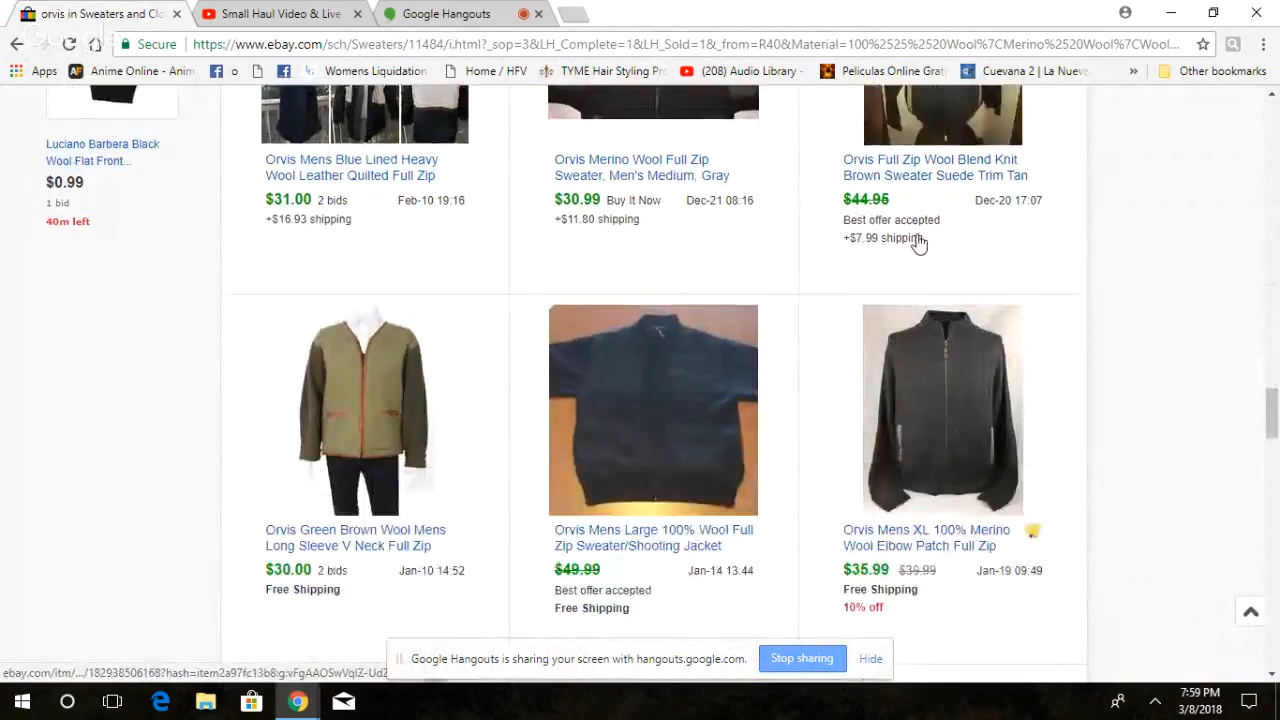 orvis in Sweaters and Clo
Small Haul Video & Live
Google Hangouts
Secure
https://www.ebay.com/sch/Sweaters/11484/i.html?_sop=3&LH_Complete=1&LH_Sold=1&_from=R40&Material=100%2525%2520Wool%7CMerino%2520Wool%7CWool...
Apps
Anime Online - Anim
o
Womens Liquidation
Home / HFV
TYME Hair Styling Pro
(208) Audio Library -
Peliculas Online Grat
Cuevana 2 | La Nueve
»
Other bookmarks
Luciano Barbera Black
Wool Flat Front...
$0.99
1 bid
40m left
Orvis Mens Blue Lined Heavy
Wool Leather Quilted Full Zip
$31.00 2 bids Feb-10 19:16
+$16.93 shipping
Orvis Merino Wool Full Zip
Sweater, Men's Medium, Gray
$30.99 Buy It Now Dec-21 08:16
+$11.80 shipping
Orvis Full Zip Wool Blend Knit
Brown Sweater Suede Trim Tan
$44.95 Dec-20 17:07
Best offer accepted
+$7.99 shipping
Orvis Green Brown Wool Mens
Long Sleeve V Neck Full Zip
$30.00 2 bids Jan-10 14:52
Free Shipping
Orvis Mens Large 100% Wool Full
Zip Sweater/Shooting Jacket
$49.99 Jan-14 13:44
Best offer accepted
Free Shipping
Orvis Mens XL 100% Merino
Wool Elbow Patch Full Zip
$35.99 $39.99 Jan-19 09:49
Free Shipping
10% off
Google Hangouts is sharing your screen with hangouts.google.com.
Stop sharing
Hide
7:59 PM
3/8/2018